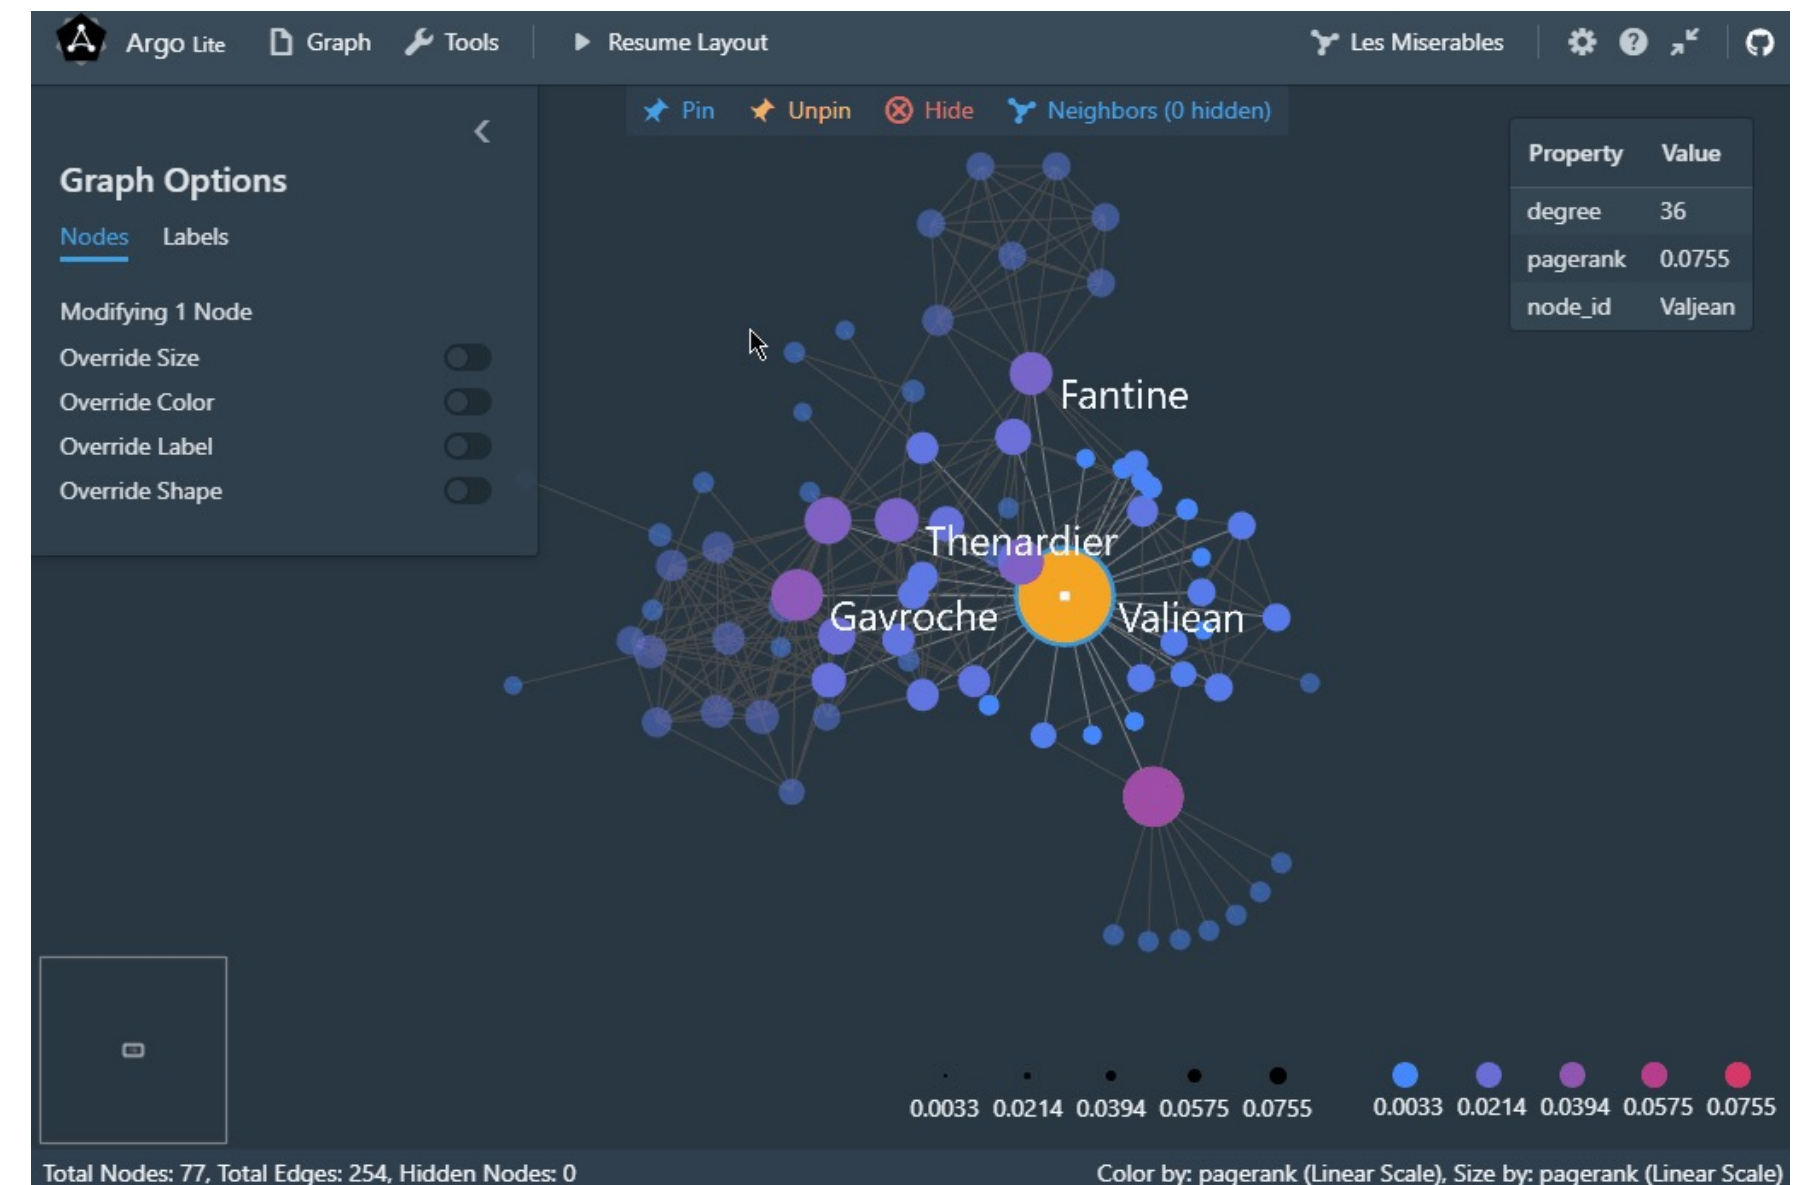 Argo Lite Graph Tools Resume Layout Les Miserables
Pin Unpin Hide Neighbors (0 hidden)
Graph Options
Nodes Labels
Modifying 1 Node
Override Size
Override Color
Override Label
Override Shape
Property Value
degree 36
pagerank 0.0755
node_id Valjean
Fantine
Thenardier
Gavroche
Valjean
0.0033 0.0214 0.0394 0.0575 0.0755
0.0033 0.0214 0.0394 0.0575 0.0755
Total Nodes: 77, Total Edges: 254, Hidden Nodes: 0
Color by: pagerank (Linear Scale), Size by: pagerank (Linear Scale)